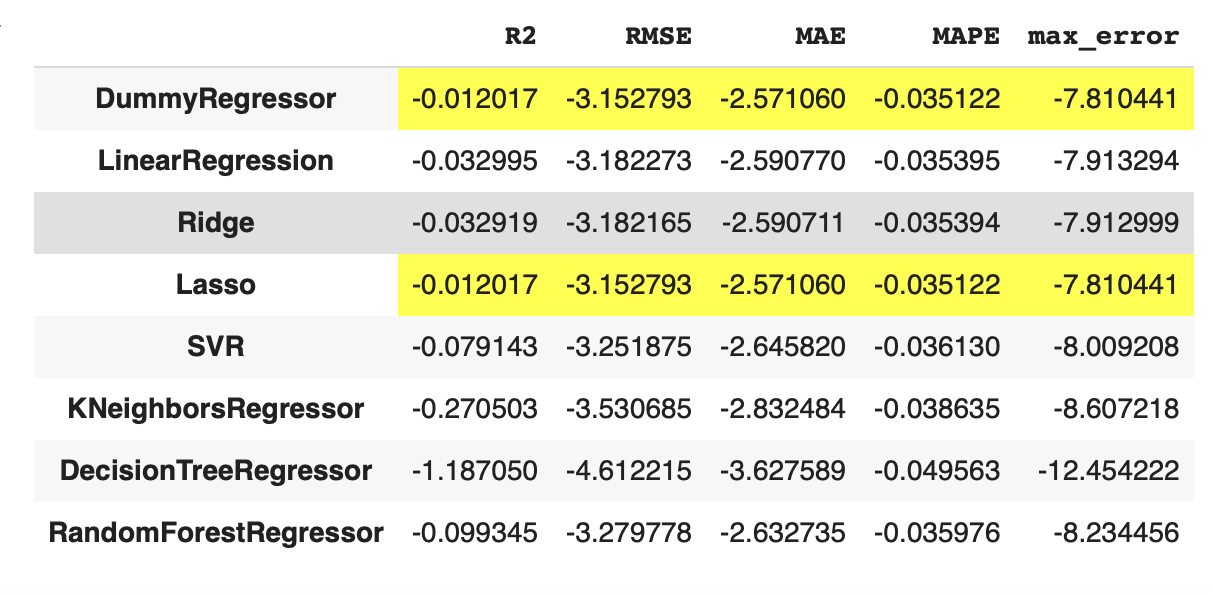 R2 RMSE MAE MAPE max_error
DummyRegressor -0.012017 -3.152793 -2.571060 -0.035122 -7.810441
LinearRegression -0.032995 -3.182273 -2.590770 -0.035395 -7.913294
Ridge -0.032919 -3.182165 -2.590711 -0.035394 -7.912999
Lasso -0.012017 -3.152793 -2.571060 -0.035122 -7.810441
SVR -0.079143 -3.251875 -2.645820 -0.036130 -8.009208
KNeighborsRegressor -0.270503 -3.530685 -2.832484 -0.038635 -8.607218
DecisionTreeRegressor -1.187050 -4.612215 -3.627589 -0.049563 -12.454222
RandomForestRegressor -0.099345 -3.279778 -2.632735 -0.035976 -8.234456